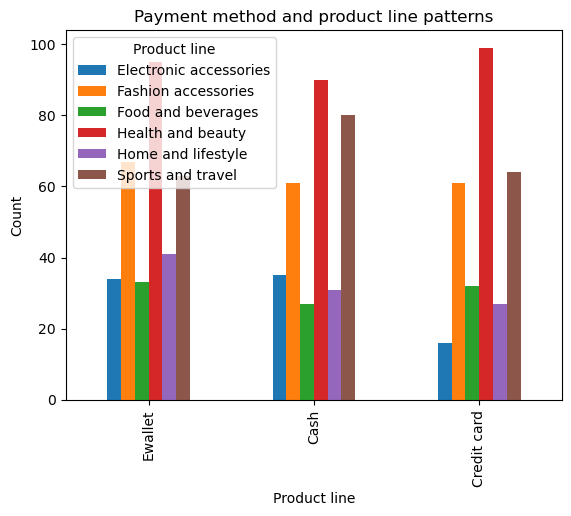 Payment method and product line patterns
Product line
Electronic accessories
Fashion accessories
Food and beverages
Health and beauty
Home and lifestyle
Sports and travel
Count
100
80
60
40
20
0
Ewallet
Cash
Credit card
Product line